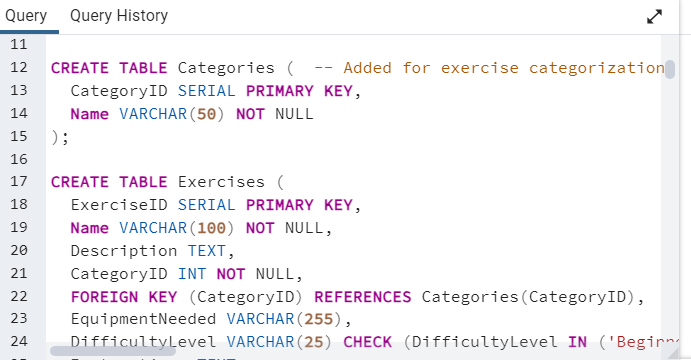 Query Query History
11
12 CREATE TABLE Categories (  -- Added for exercise categorization
13   CategoryID SERIAL PRIMARY KEY,
14   Name VARCHAR(50) NOT NULL
15 );
16
17 CREATE TABLE Exercises (
18   ExerciseID SERIAL PRIMARY KEY,
19   Name VARCHAR(100) NOT NULL,
20   Description TEXT,
21   CategoryID INT NOT NULL,
22   FOREIGN KEY (CategoryID) REFERENCES Categories(CategoryID),
23   EquipmentNeeded VARCHAR(255),
24   DifficultyLevel VARCHAR(25) CHECK (DifficultyLevel IN ('Beginn